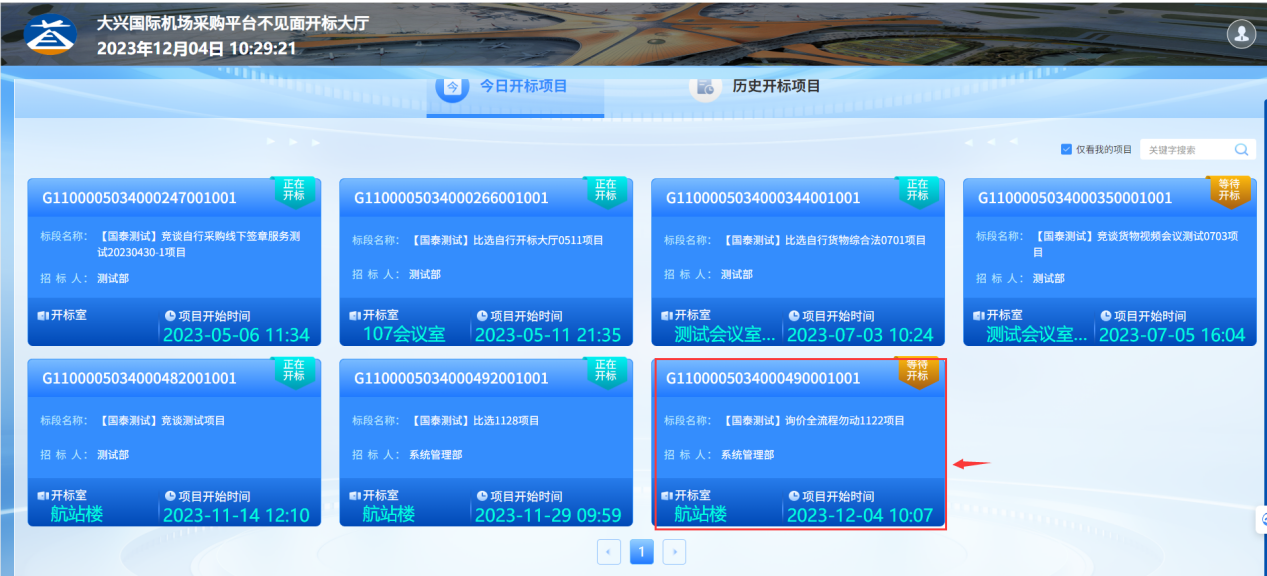 大兴国际机场采购平台不见面开标大厅
2023年12月04日 10:29:21
今 今日开标项目
历史开标项目
仅看我的项目 关键字搜索
G1100005034000247001001
正在
开标
标段名称: 【国泰测试】竞谈自行采购线下签章服务测
试20230430-1项目
招 标 人: 测试部
开标室
项目开始时间
2023-05-06 11:34
G1100005034000266001001
正在
开标
标段名称: 【国泰测试】比选自行开标大厅0511项目
招 标 人: 测试部
开标室
107会议室
项目开始时间
2023-05-11 21:35
G1100005034000344001001
正在
开标
标段名称: 【国泰测试】比选自行货物综合法0701项目
招 标 人: 测试部
开标室
测试会议室...
项目开始时间
2023-07-03 10:24
G1100005034000350001001
等待
开标
标段名称: 【国泰测试】竞谈货物视频会议测试0703项
目
招 标 人: 测试部
开标室
测试会议室...
项目开始时间
2023-07-05 16:04
G1100005034000482001001
正在
开标
标段名称: 【国泰测试】竞谈测试项目
招 标 人: 测试部
开标室
航站楼
项目开始时间
2023-11-14 12:10
G1100005034000492001001
正在
开标
标段名称: 【国泰测试】比选1128项目
招 标 人: 系统管理部
开标室
航站楼
项目开始时间
2023-11-29 09:59
G1100005034000490001001
等待
开标
标段名称: 【国泰测试】询价全流程勿动1122项目
招 标 人: 系统管理部
开标室
航站楼
项目开始时间
2023-12-04 10:07
1